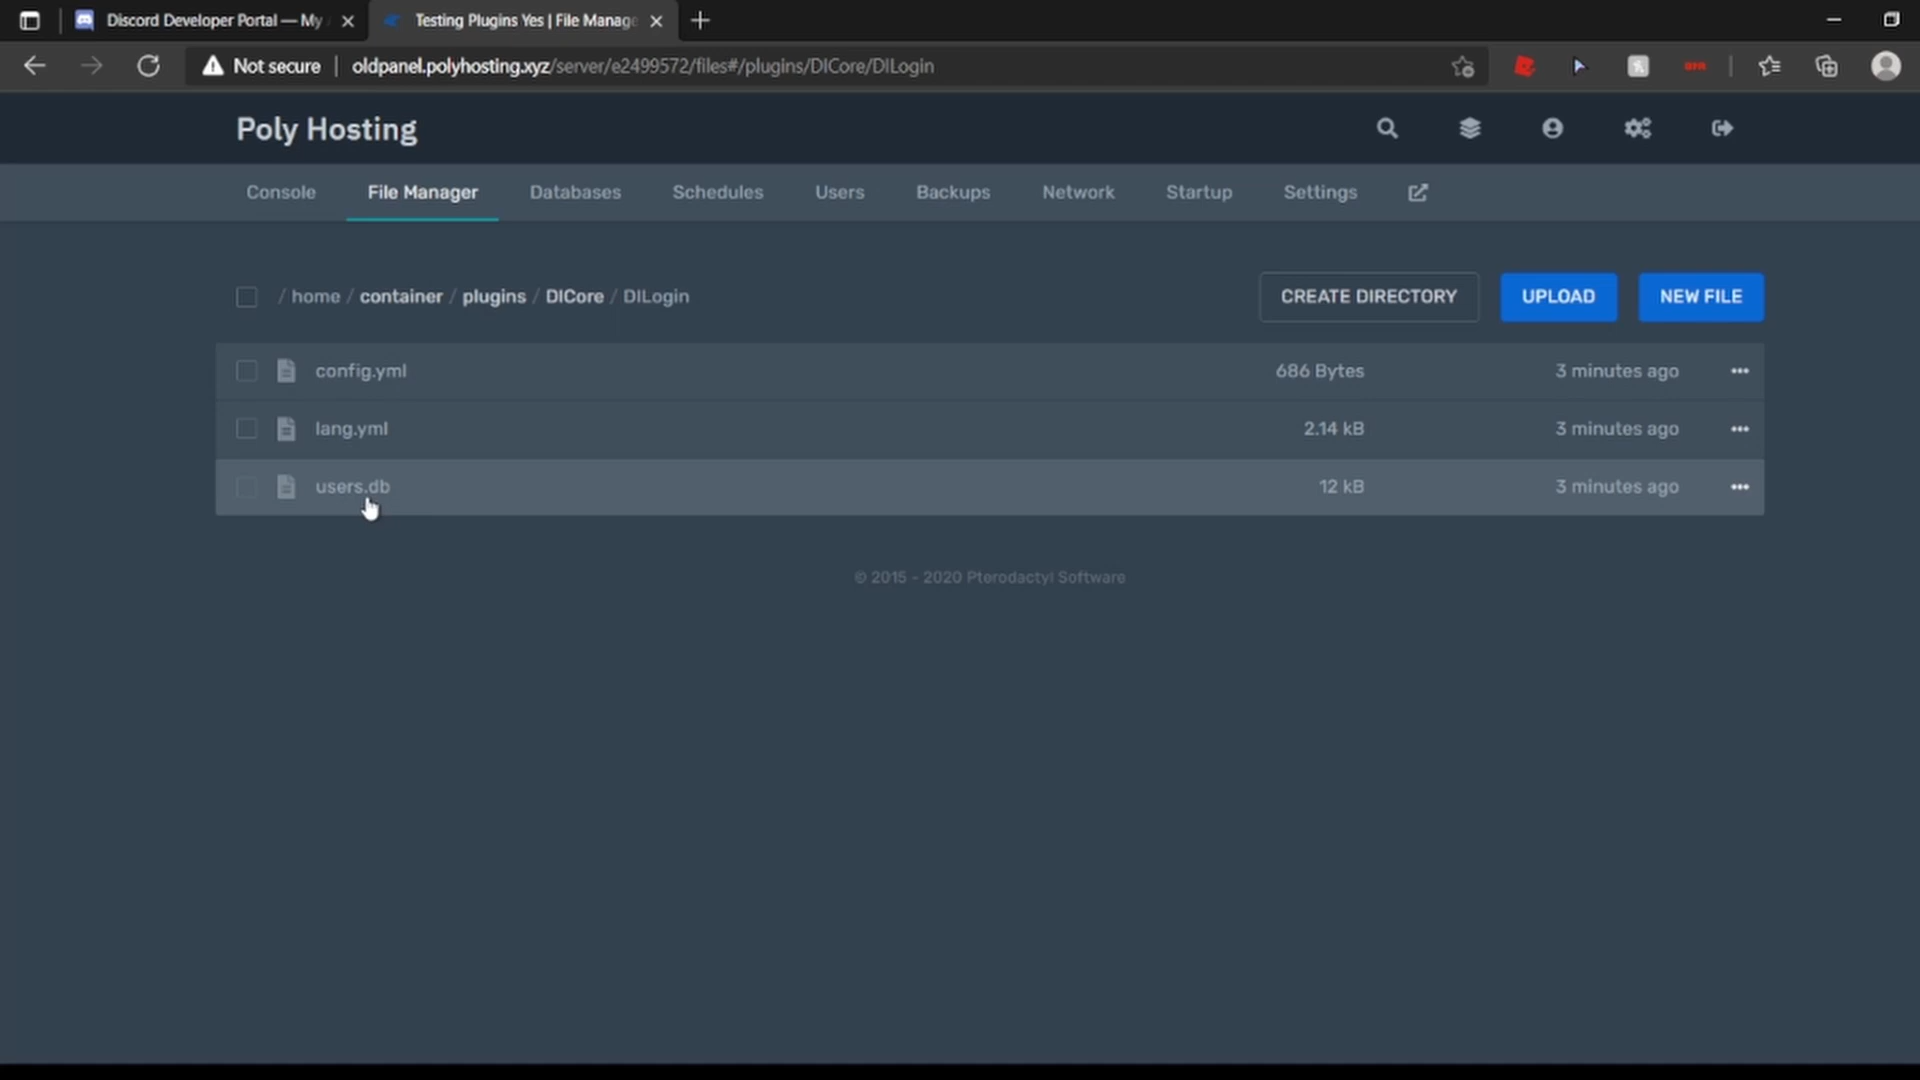 Discord Developer Portal — My
Testing Plugins Yes | File Manage
Not secure
oldpanel.polyhosting.xyz/server/e2499572/files#/plugins/DICore/DILogin
Poly Hosting
Console File Manager Databases Schedules Users Backups Network Startup Settings
/ home / container / plugins / DICore / DILogin
CREATE DIRECTORY UPLOAD NEW FILE
config.yml 686 Bytes 3 minutes ago
lang.yml 2.14 kB 3 minutes ago
users.db 12 kB 3 minutes ago
© 2015 - 2020 Pterodactyl Software